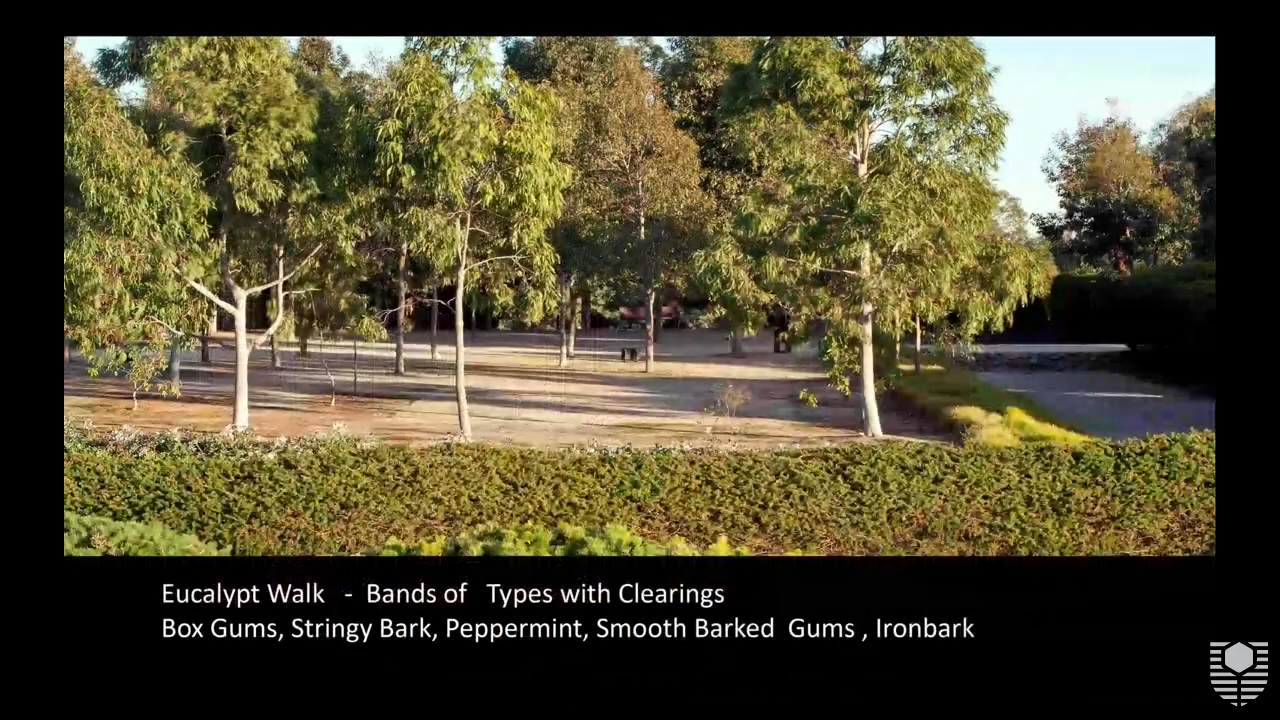 Eucalypt Walk - Bands of Types with Clearings
Box Gums, Stringy Bark, Peppermint, Smooth Barked Gums , Ironbark